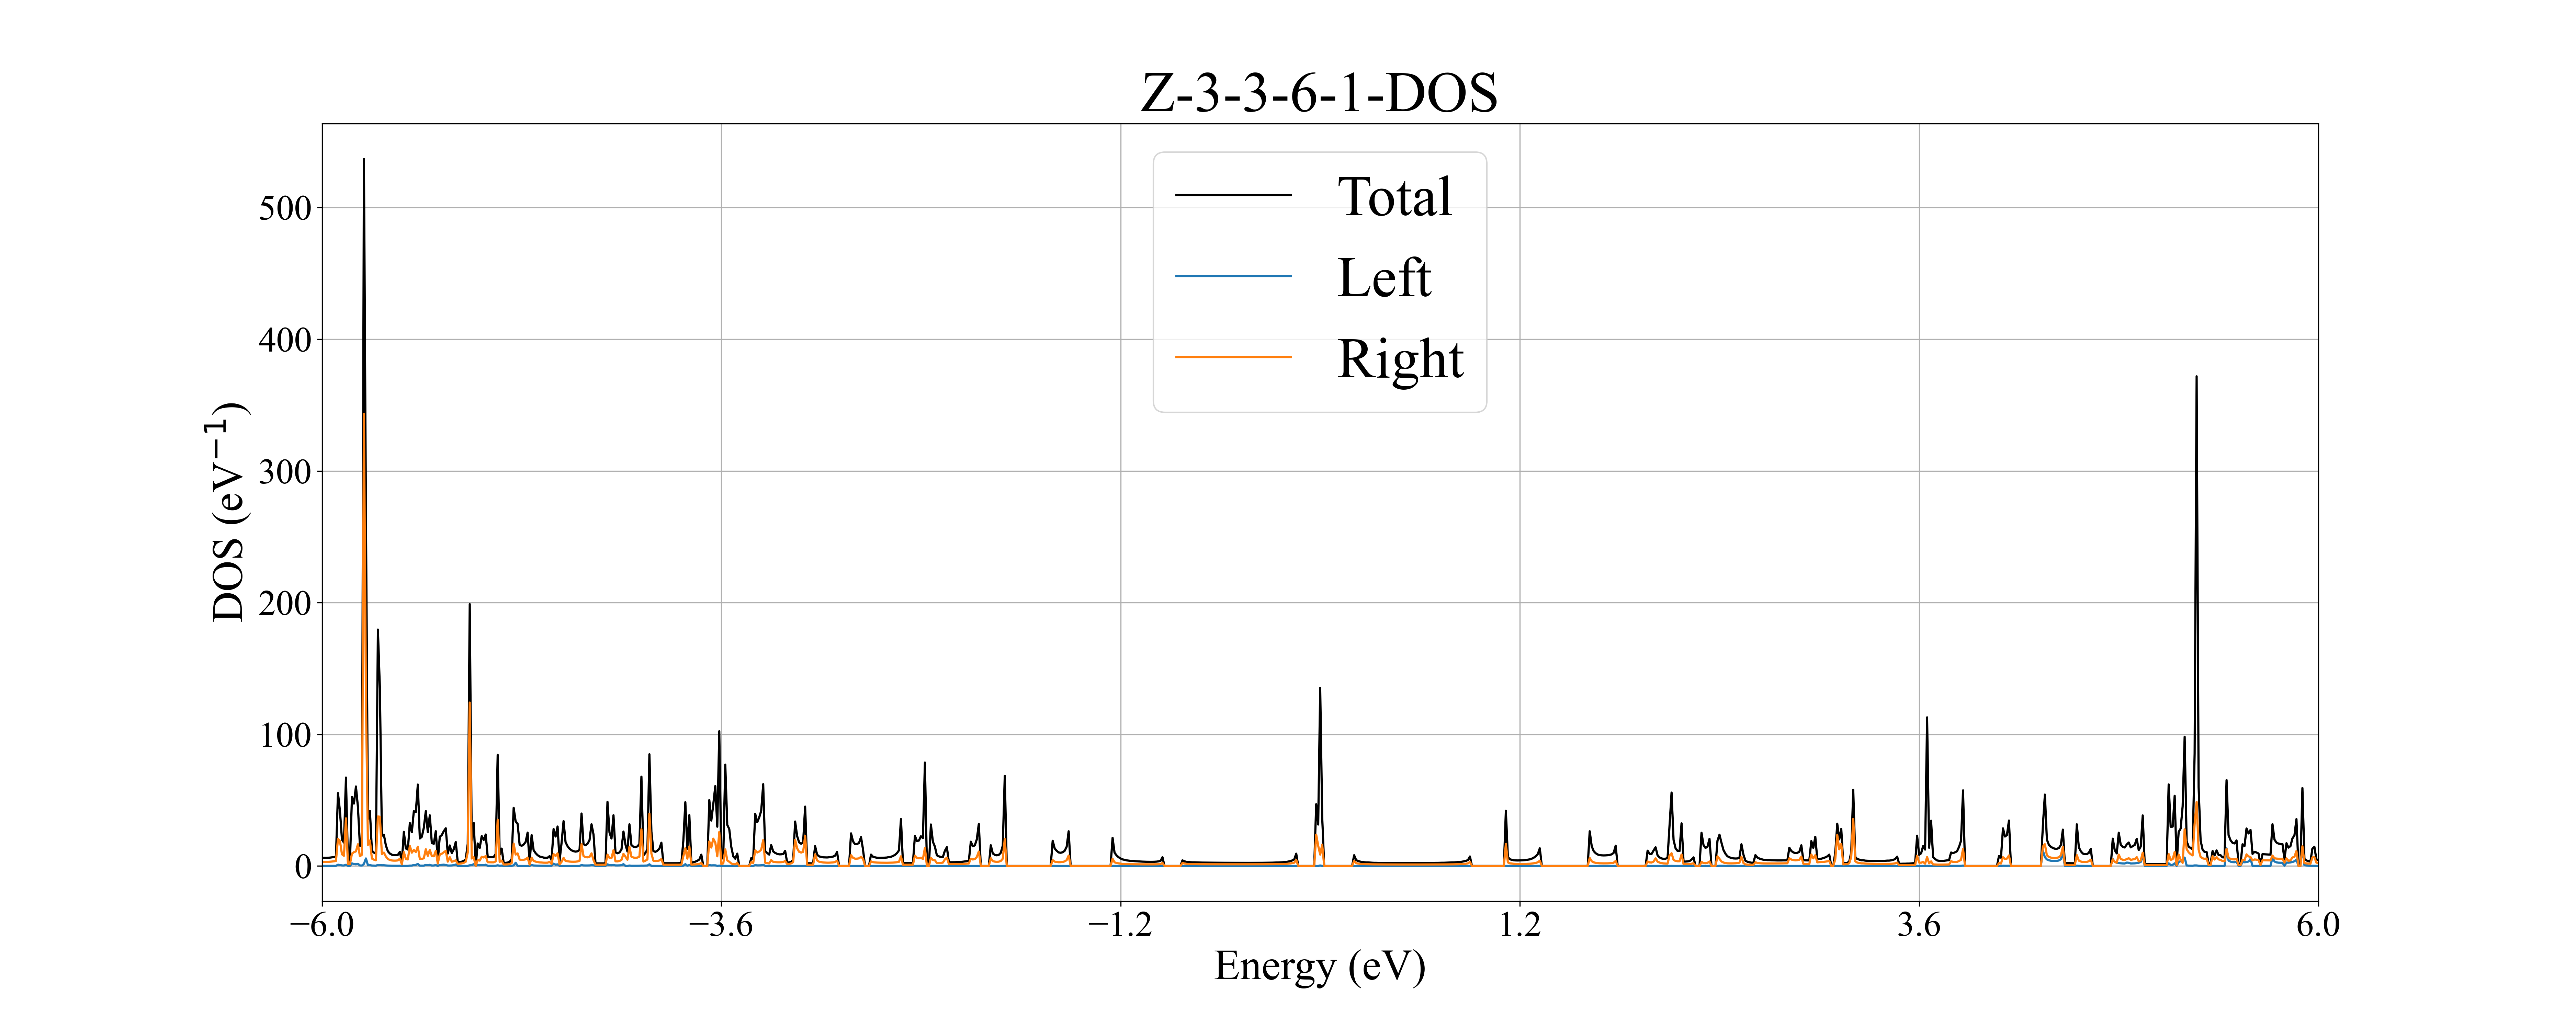 Z-3-3-6-1-DOS
Total
Left
Right
DOS (eV⁻¹)
500
400
300
200
100
0
−6.0 −3.6 −1.2 1.2 3.6 6.0
Energy (eV)